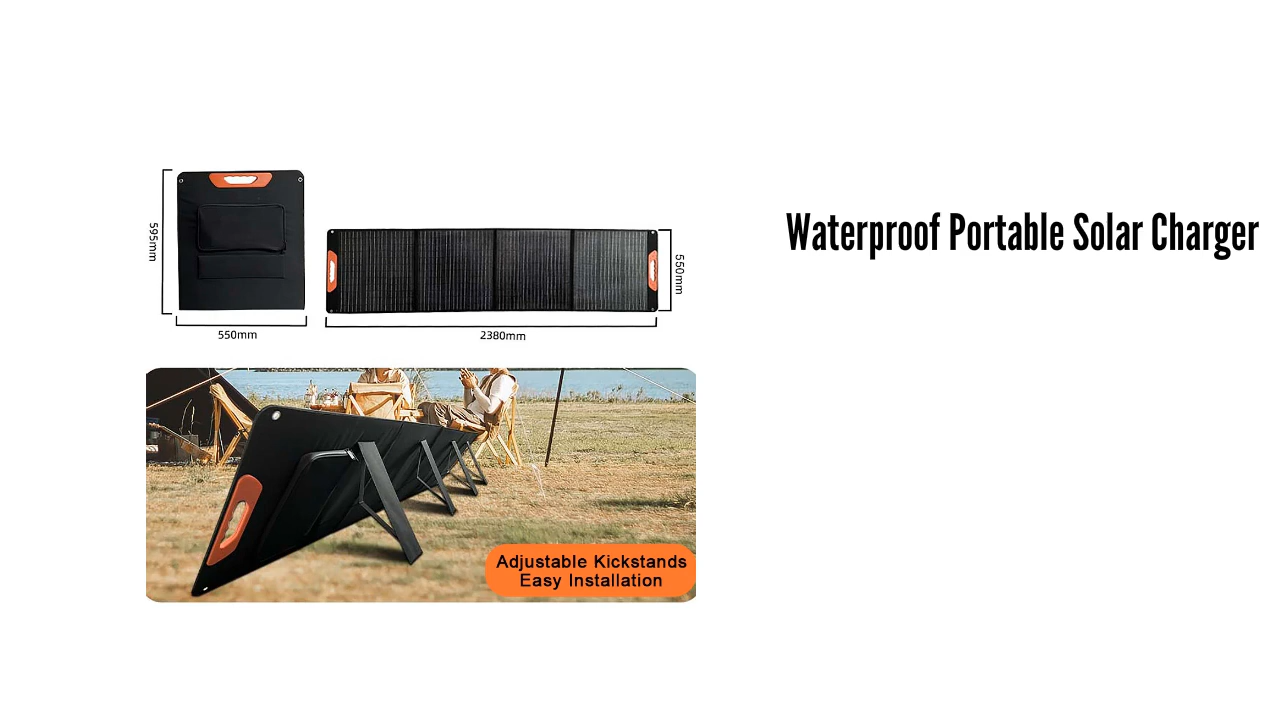 595mm
550mm
2380mm
550mm
Waterproof Portable Solar Charger
Adjustable Kickstands
Easy Installation